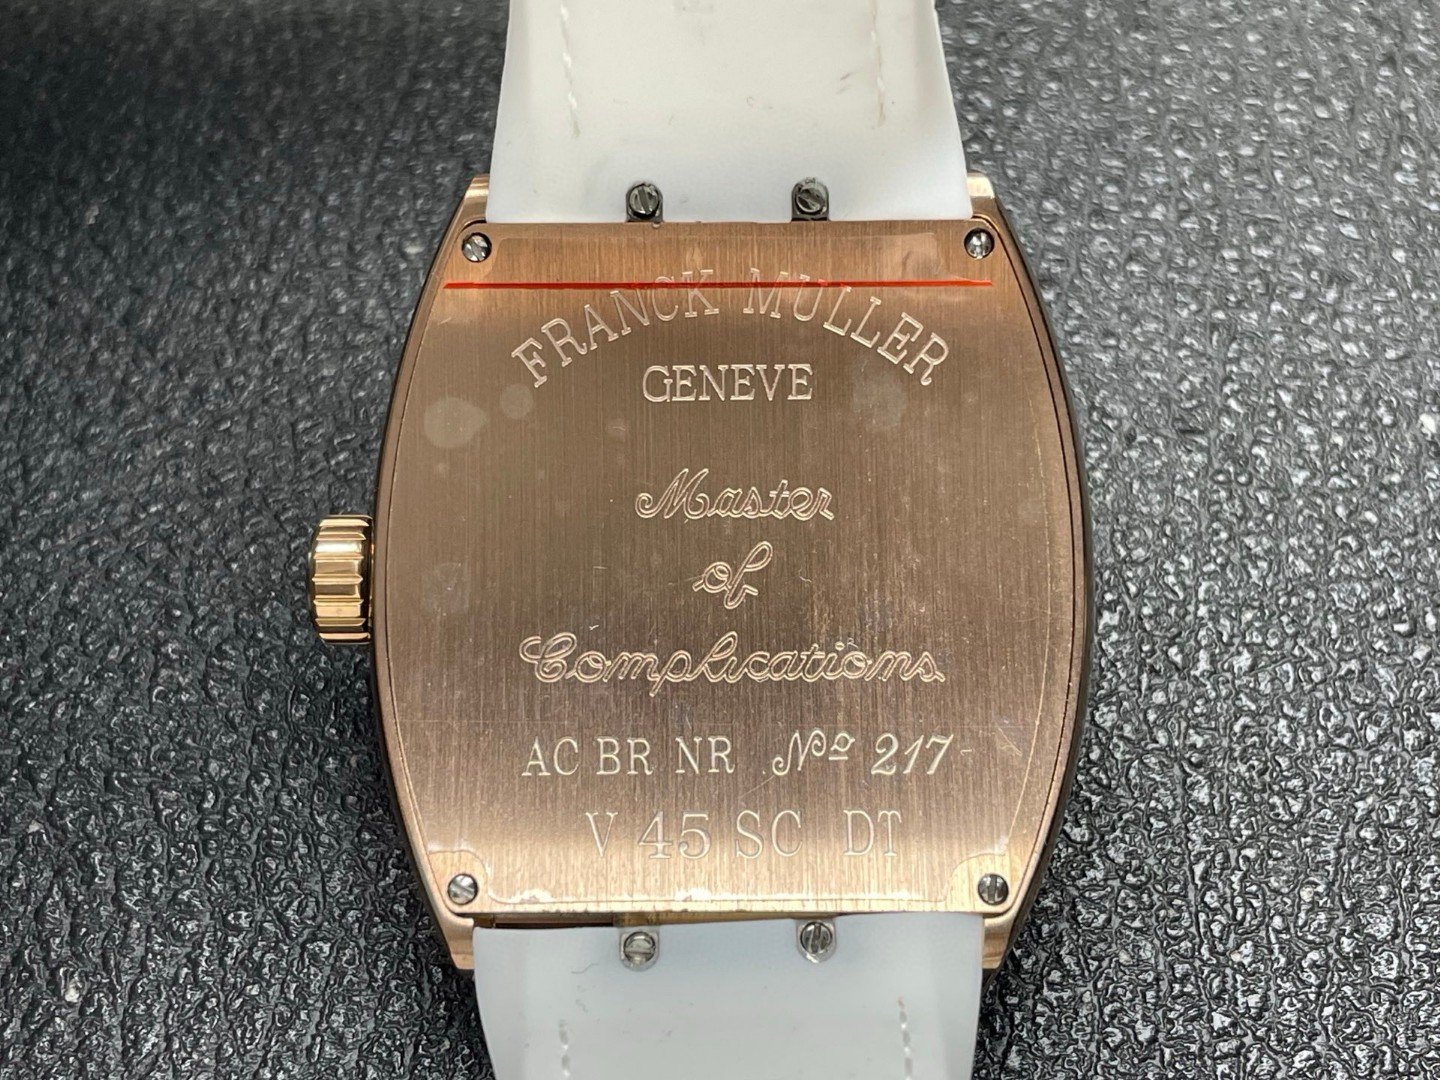 FRANCK MULLER
GENEVE
Master
of
Complications
AC BR NR Nº 217
V 45 SC DT